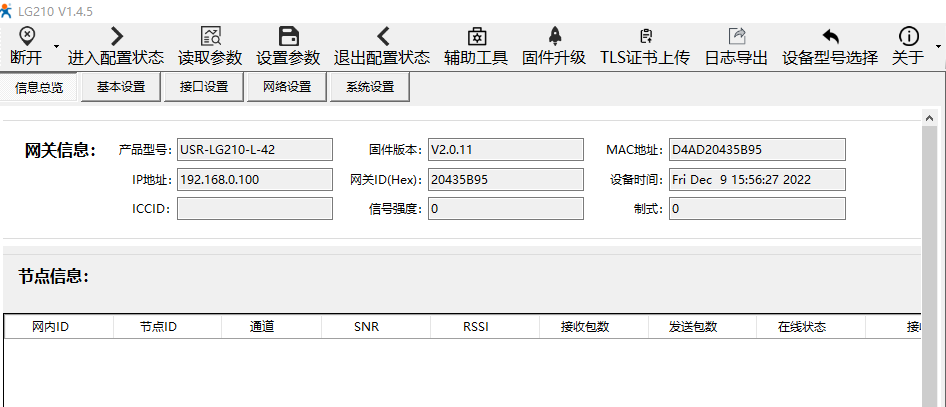 LG210 V1.4.5
断开 进入配置状态 读取参数 设置参数 退出配置状态 辅助工具 固件升级 TLS证书上传 日志导出 设备型号选择 关于
信息总览 基本设置 接口设置 网络设置 系统设置
网关信息： 产品型号： USR-LG210-L-42 固件版本： V2.0.11 MAC地址： D4AD20435B95
IP地址： 192.168.0.100 网关ID(Hex)： 20435B95 设备时间： Fri Dec  9 15:56:27 2022
ICCID： 信号强度： 0 制式： 0
节点信息：
网内ID 节点ID 通道 SNR RSSI 接收包数 发送包数 在线状态 接